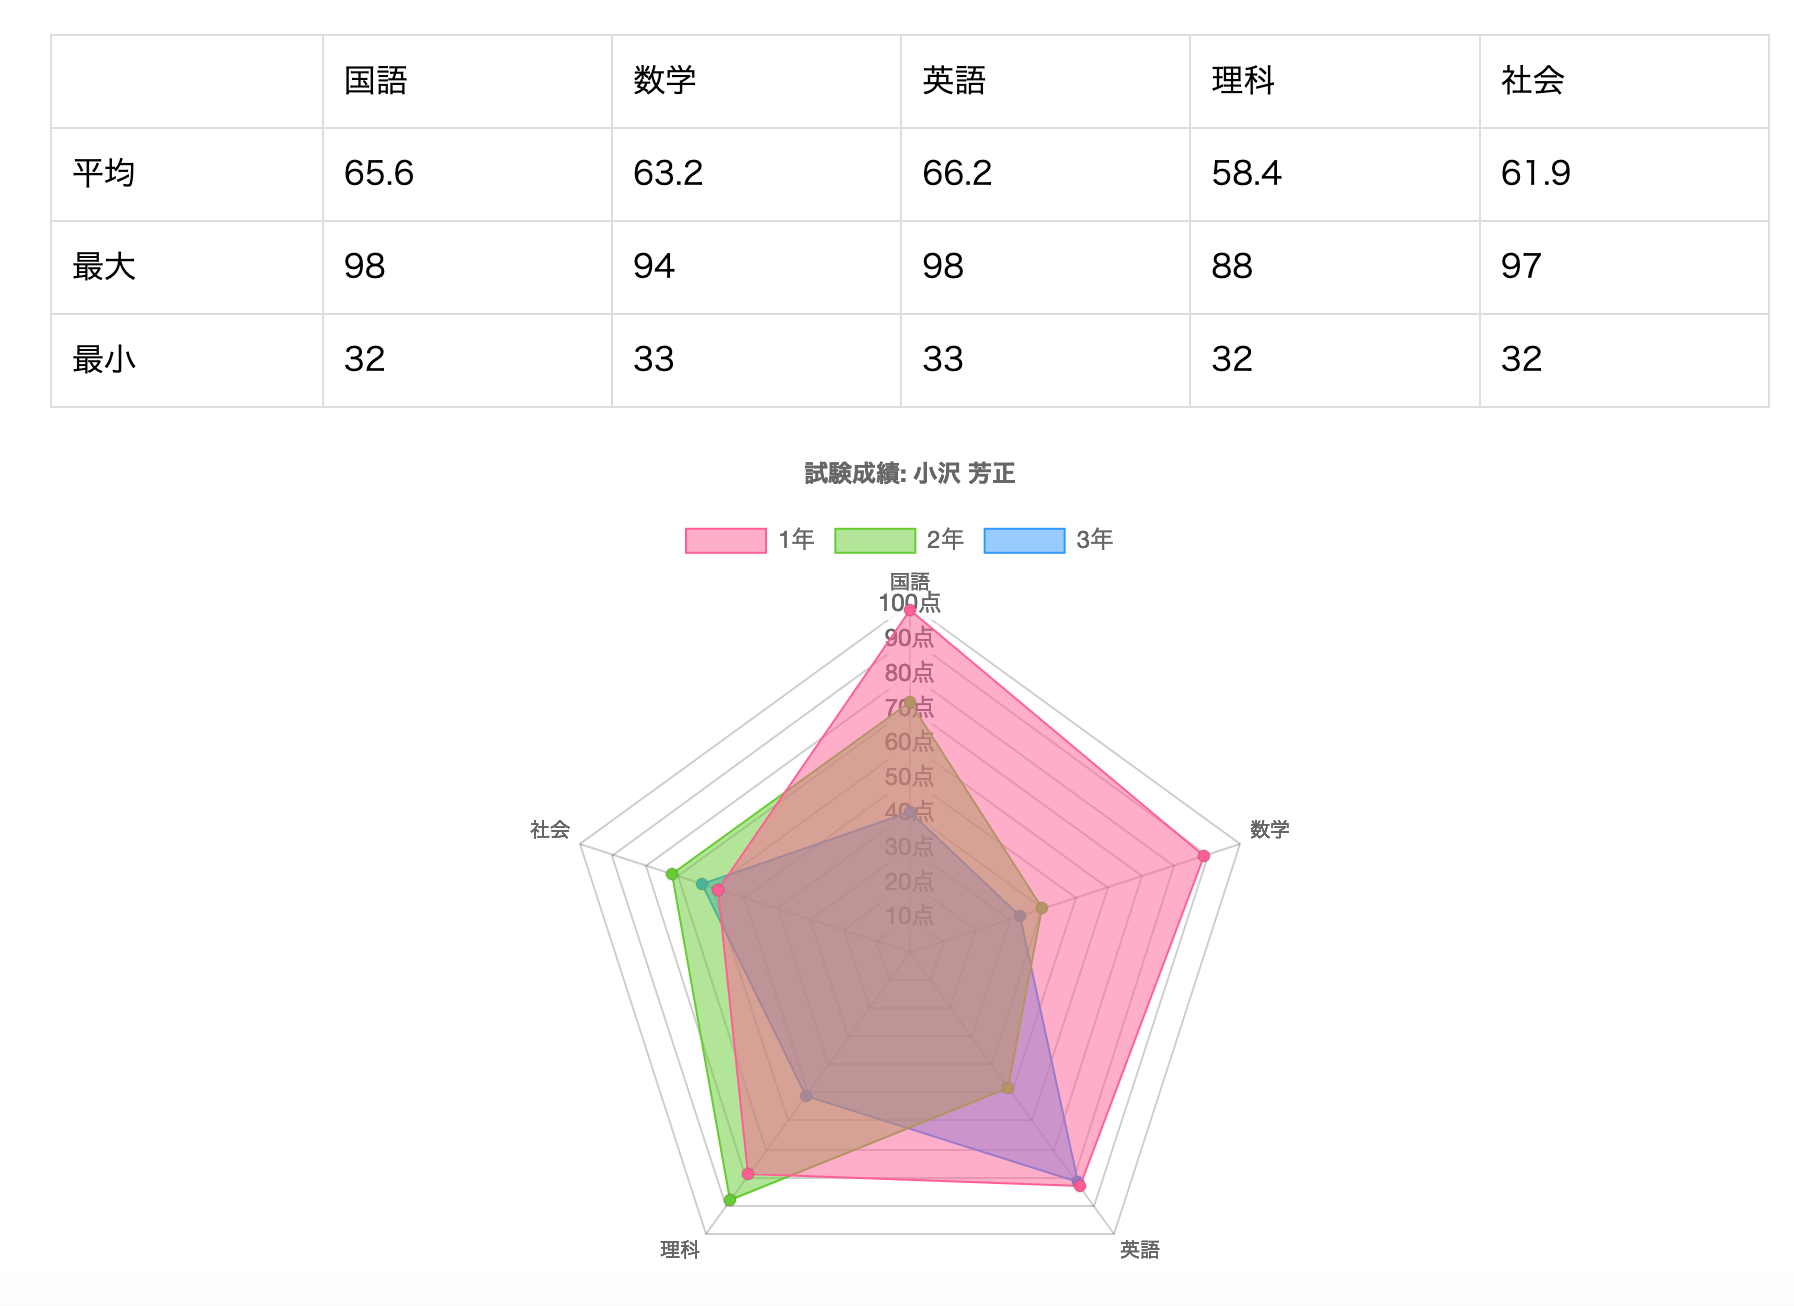 国語 数学 英語 理科 社会
平均 65.6 63.2 66.2 58.4 61.9
最大 98 94 98 88 97
最小 32 33 33 32 32
試験成績: 小沢 芳正
1年 2年 3年
国語
100点
90点
80点
70点
60点
50点
40点
30点
20点
10点
社会
数学
理科
英語